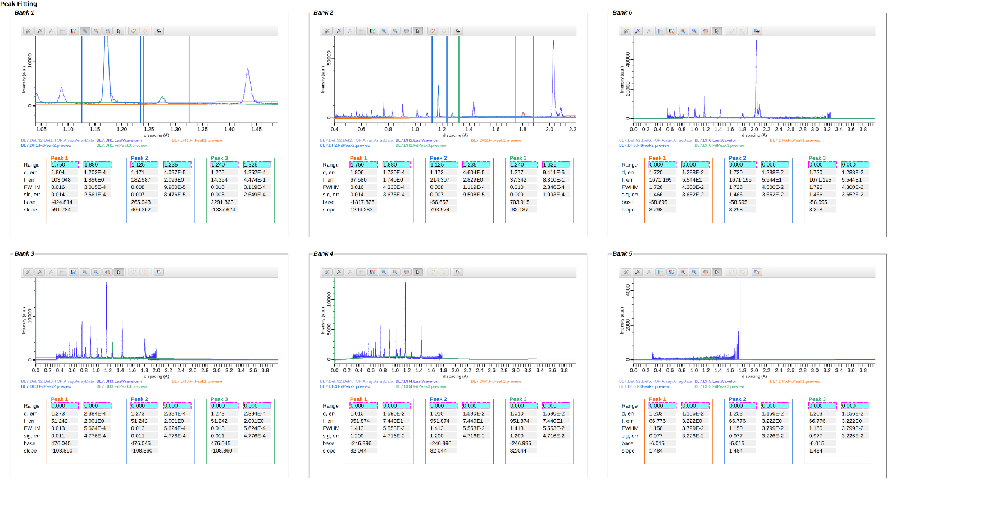 Peak Fitting
Bank 1
Intensity (a.u.)
10000
0
1.05 1.10 1.15 1.20 1.25 1.30 1.35 1.40 1.45
d spacing (A)
BL7:Det:N2:Det1:TOF:Array:ArrayData BL7:DH1:LastWaveform BL7:DH1:FitPeak1:preview
BL7:DH1:FitPeak2:preview BL7:DH1:FitPeak3:preview
Peak 1 Peak 2 Peak 3
Range 1.750 1.880 1.125 1.235 1.240 1.325
d, err 1.804 1.202E-4 1.171 4.097E-5 1.275 1.252E-4
I, err 103.048 1.856E0 182.587 2.096E0 14.354 4.474E-1
FWHM 0.016 3.015E-4 0.008 9.980E-5 0.010 3.119E-4
sig, err 0.014 2.561E-4 0.007 8.476E-5 0.008 2.649E-4
base -424.814 265.943 2291.863
slope 591.784 466.362 -1337.624
Bank 2
Intensity (a.u.)
50000
0
0.4 0.6 0.8 1.0 1.2 1.4 1.6 1.8 2.0 2.2
d spacing (A)
BL7:Det:N2:Det2:TOF:Array:ArrayData BL7:DH2:LastWaveform BL7:DH2:FitPeak1:preview
BL7:DH2:FitPeak2:preview BL7:DH2:FitPeak3:preview
Peak 1 Peak 2 Peak 3
Range 1.750 1.880 1.125 1.235 1.240 1.325
d, err 1.806 1.730E-4 1.172 4.604E-5 1.277 9.411E-5
I, err 67.580 1.740E0 214.307 2.829E0 37.342 8.310E-1
FWHM 0.016 4.330E-4 0.008 1.119E-4 0.010 2.346E-4
sig, err 0.014 3.678E-4 0.007 9.508E-5 0.009 1.993E-4
base -1817.826 -56.657 703.915
slope 1294.283 793.974 -82.187
Bank 6
Intensity (a.u.)
40000
20000
0
0.0 0.2 0.4 0.6 0.8 1.0 1.2 1.4 1.6 1.8 2.0 2.2 2.4 2.6 2.8 3.0 3.2 3.4 3.6 3.8
d spacing (A)
BL7:Det:N2:Det6:TOF:Array:ArrayData BL7:DH6:LastWaveform BL7:DH6:FitPeak1:preview
BL7:DH6:FitPeak2:preview BL7:DH6:FitPeak3:preview
Peak 1 Peak 2 Peak 3
Range 0.000 0.000 0.000 0.000 0.000 0.000
d, err 1.720 1.288E-2 1.720 1.288E-2 1.720 1.288E-2
I, err 1671.195 5.544E1 1671.195 5.544E1 1671.195 5.544E1
FWHM 1.726 4.300E-2 1.726 4.300E-2 1.726 4.300E-2
sig, err 1.466 3.652E-2 1.466 3.652E-2 1.466 3.652E-2
base -58.695 -58.695 -58.695
slope 8.298 8.298 8.298
Bank 3
Intensity (a.u.)
10000
0
0.0 0.2 0.4 0.6 0.8 1.0 1.2 1.4 1.6 1.8 2.0 2.2 2.4 2.6 2.8 3.0 3.2 3.4 3.6 3.8
d spacing (A)
BL7:Det:N2:Det3:TOF:Array:ArrayData BL7:DH3:LastWaveform BL7:DH3:FitPeak1:preview
BL7:DH3:FitPeak2:preview BL7:DH3:FitPeak3:preview
Peak 1 Peak 2 Peak 3
Range 0.000 0.000 0.000 0.000 0.000 0.000
d, err 1.273 2.384E-4 1.273 2.384E-4 1.273 2.384E-4
I, err 51.242 2.001E0 51.242 2.001E0 51.242 2.001E0
FWHM 0.013 5.624E-4 0.013 5.624E-4 0.013 5.624E-4
sig, err 0.011 4.776E-4 0.011 4.776E-4 0.011 4.776E-4
base 476.045 476.045 476.045
slope -108.860 -108.860 -108.860
Bank 4
Intensity (a.u.)
10000
5000
0
0.0 0.2 0.4 0.6 0.8 1.0 1.2 1.4 1.6 1.8 2.0 2.2 2.4 2.6 2.8 3.0 3.2 3.4 3.6 3.8
d spacing (A)
BL7:Det:N2:Det4:TOF:Array:ArrayData BL7:DH4:LastWaveform BL7:DH4:FitPeak1:preview
BL7:DH4:FitPeak2:preview BL7:DH4:FitPeak3:preview
Peak 1 Peak 2 Peak 3
Range 0.000 0.000 0.000 0.000 0.000 0.000
d, err 1.010 1.590E-2 1.010 1.590E-2 1.010 1.590E-2
I, err 951.874 7.440E1 951.874 7.440E1 951.874 7.440E1
FWHM 1.413 5.553E-2 1.413 5.553E-2 1.413 5.553E-2
sig, err 1.200 4.716E-2 1.200 4.716E-2 1.200 4.716E-2
base -246.996 -246.996 -246.996
slope 82.044 82.044 82.044
Bank 5
Intensity (a.u.)
4000
2000
0
0.0 0.2 0.4 0.6 0.8 1.0 1.2 1.4 1.6 1.8 2.0 2.2 2.4 2.6 2.8 3.0 3.2 3.4 3.6 3.8
d spacing (A)
BL7:Det:N2:Det5:TOF:Array:ArrayData BL7:DH5:LastWaveform BL7:DH5:FitPeak1:preview
BL7:DH5:FitPeak2:preview BL7:DH5:FitPeak3:preview
Peak 1 Peak 2 Peak 3
Range 0.000 0.000 0.000 0.000 0.000 0.000
d, err 1.203 1.156E-2 1.203 1.156E-2 1.203 1.156E-2
I, err 66.776 3.222E0 66.776 3.222E0 66.776 3.222E0
FWHM 1.150 3.799E-2 1.150 3.799E-2 1.150 3.799E-2
sig, err 0.977 3.226E-2 0.977 3.226E-2 0.977 3.226E-2
base -6.015 -6.015 -6.015
slope 1.484 1.484 1.484